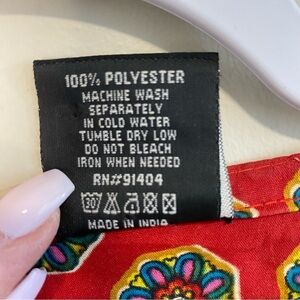 100% POLYESTER
MACHINE WASH
SEPARATELY
IN COLD WATER
TUMBLE DRY LOW
DO NOT BLEACH
IRON WHEN NEEDED
RN#91404
30
MADE IN INDIA